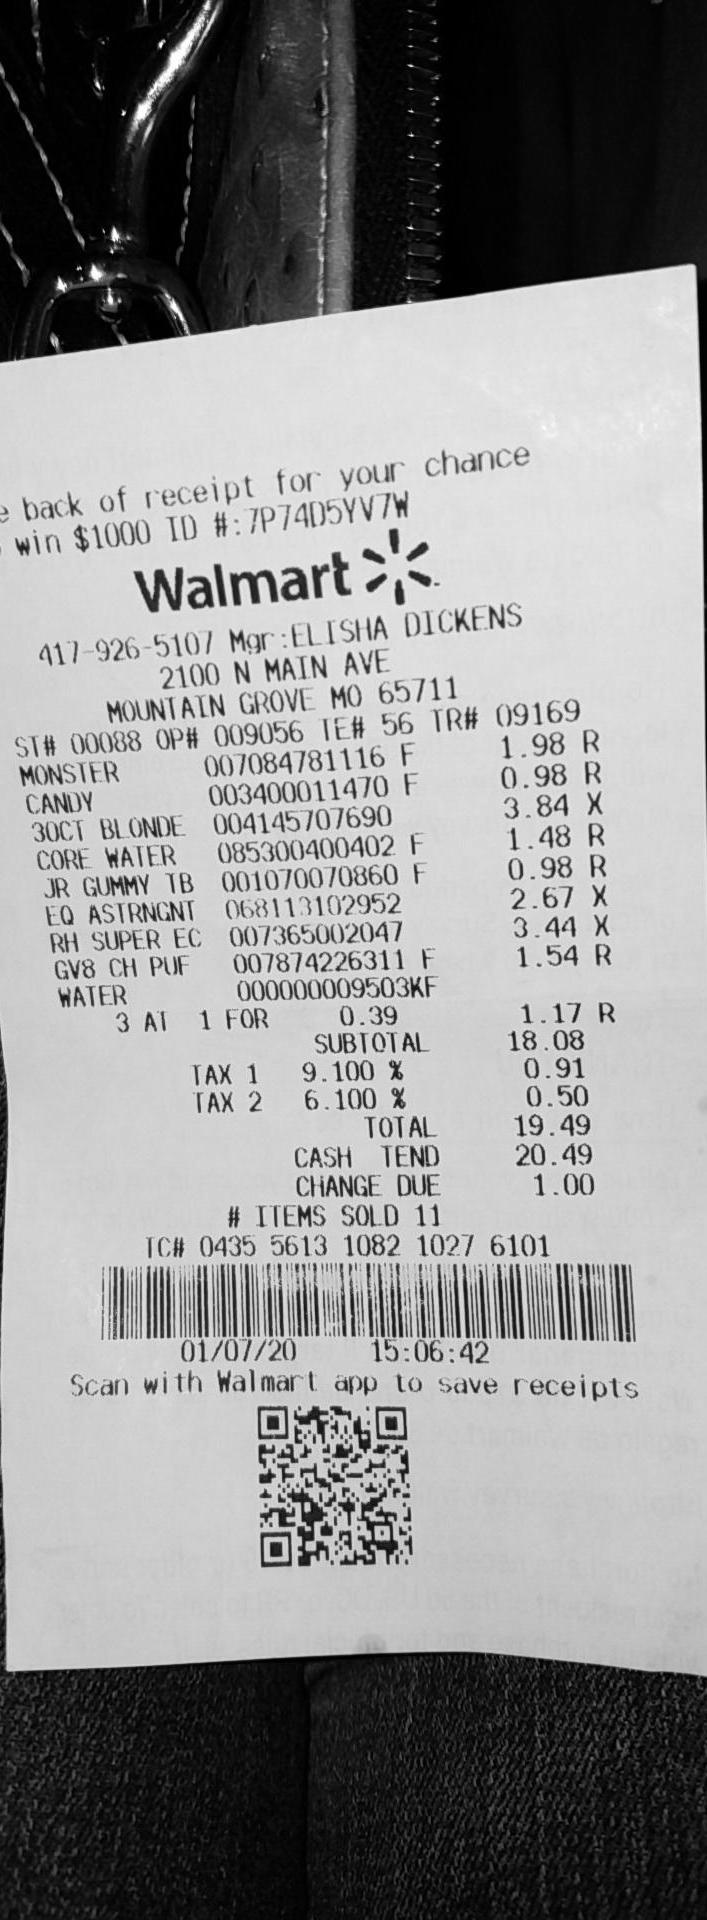 e back of receipt for your chance
win $1000 ID #:7P74D5YV7W
Walmart
417-926-5107 Mgr:ELISHA DICKENS
2100 N MAIN AVE
MOUNTAIN GROVE MO 65711
ST# 00088 OP# 009056 TE# 56 TR# 09169
MONSTER 007084781116 F 1.98 R
CANDY 003400011470 F 0.98 R
30CT BLONDE 004145707690 3.84 X
CORE WATER 085300400402 F 1.48 R
JR GUMMY TB 001070070860 F 0.98 R
EQ ASTRNGNT 068113102952 2.67 X
RH SUPER EC 007365002047 3.44 X
GV8 CH PUF 007874226311 F 1.54 R
WATER 000000009503KF
3 AT 1 FOR 0.39 1.17 R
SUBTOTAL 18.08
TAX 1 9.100 % 0.91
TAX 2 6.100 % 0.50
TOTAL 19.49
CASH TEND 20.49
CHANGE DUE 1.00
# ITEMS SOLD 11
TC# 0435 5613 1082 1027 6101
01/07/20 15:06:42
Scan with Walmart app to save receipts